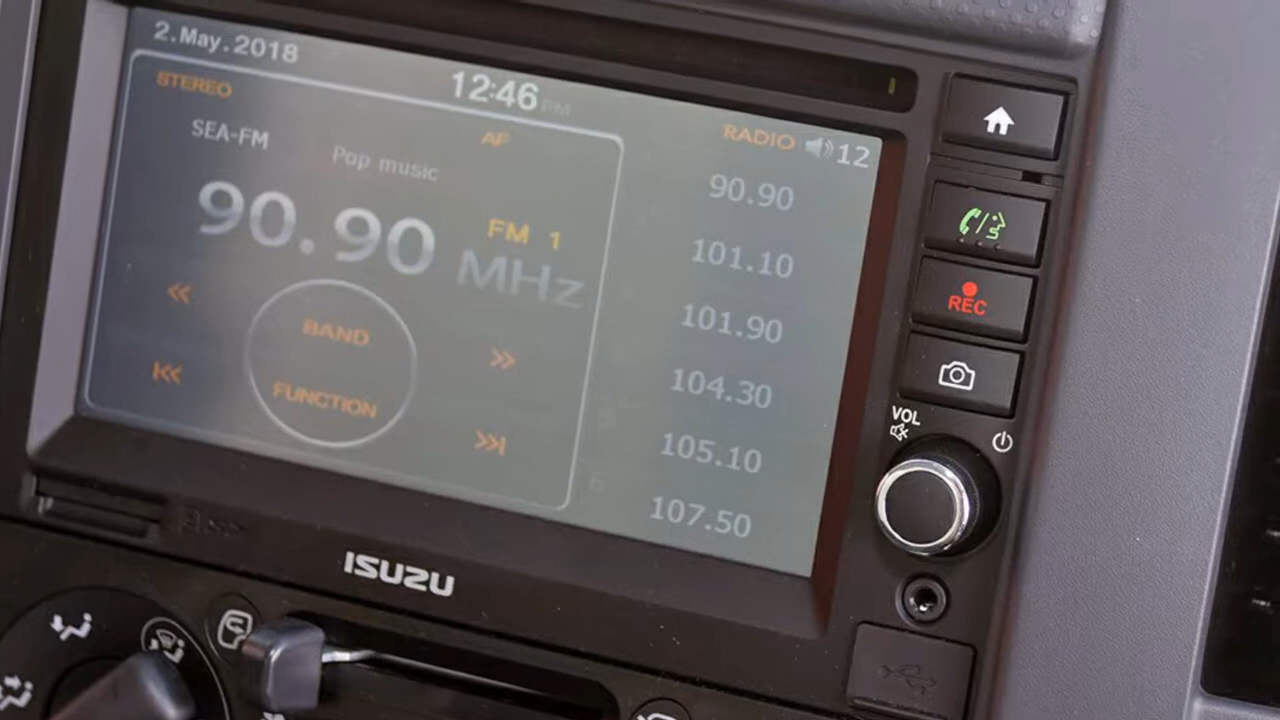 2.May.2018
12:46 PM
STEREO
AF
RADIO 12
SEA-FM
Pop music
90.90 MHz
FM 1
BAND
FUNCTION
90.90
101.10
101.90
104.30
105.10
107.50
REC
VOL
ISUZU